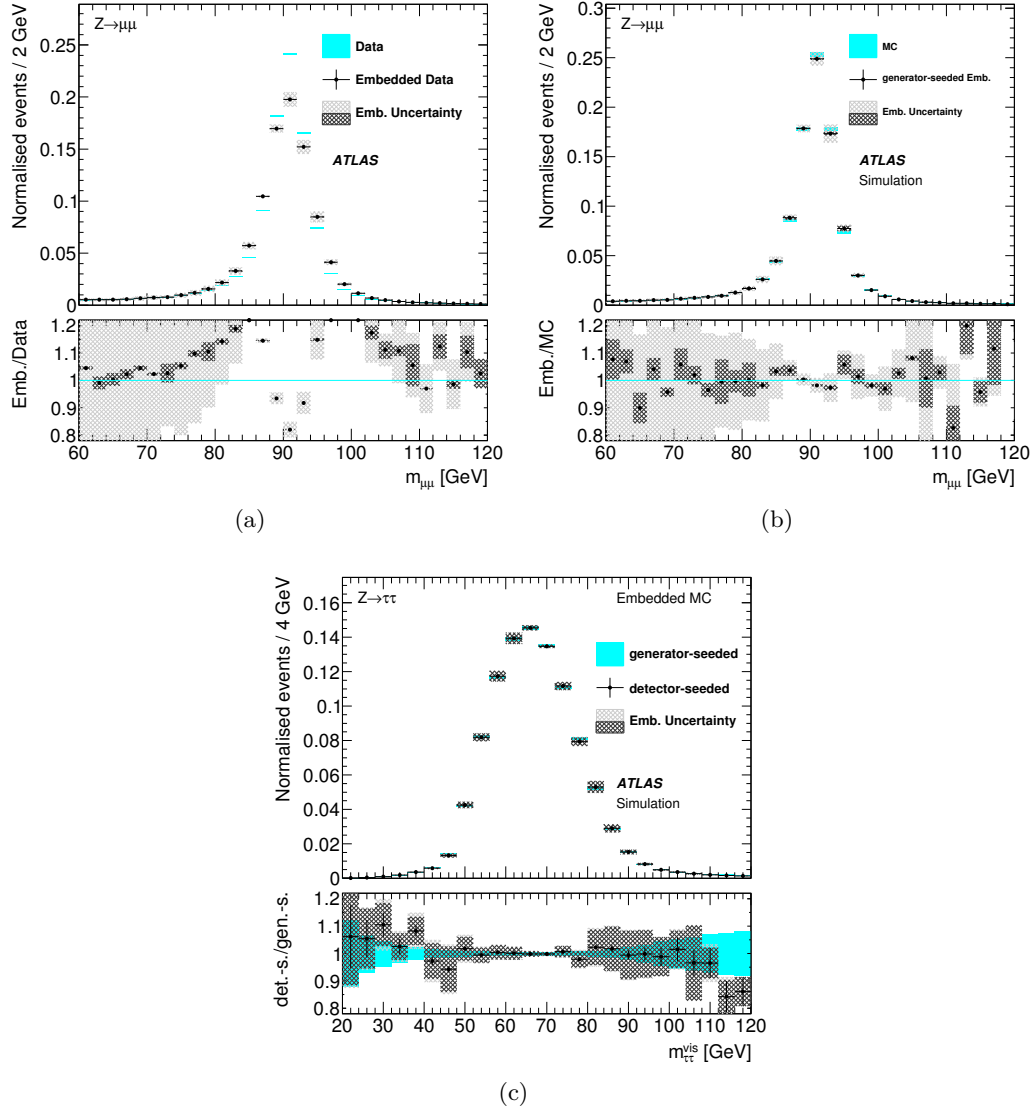 Z→μμ
Data
Embedded Data
Emb. Uncertainty
ATLAS
Normalised events / 2 GeV
0.25
0.2
0.15
0.1
0.05
0
Emb./Data
1.2
1.1
1
0.9
0.8
60 70 80 90 100 110 120
m_μμ [GeV]
(a)
Z→μμ
MC
generator-seeded Emb.
Emb. Uncertainty
ATLAS
Simulation
Normalised events / 2 GeV
0.3
0.25
0.2
0.15
0.1
0.05
0
Emb./MC
1.2
1.1
1
0.9
0.8
60 70 80 90 100 110 120
m_μμ [GeV]
(b)
Z→ττ
Embedded MC
generator-seeded
detector-seeded
Emb. Uncertainty
ATLAS
Simulation
Normalised events / 4 GeV
0.16
0.14
0.12
0.1
0.08
0.06
0.04
0.02
0
det.-s./gen.-s.
1.2
1.1
1
0.9
0.8
20 30 40 50 60 70 80 90 100 110 120
m_ττ^vis [GeV]
(c)